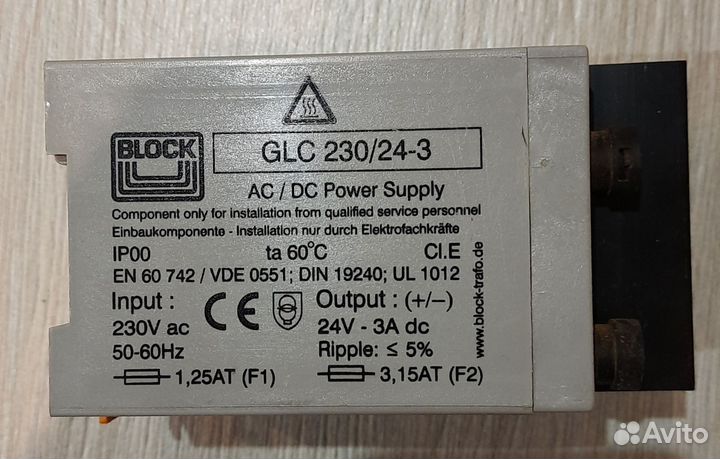 BLOCK
GLC 230/24-3
AC / DC Power Supply
Component only for installation from qualified service personnel
Einbaukomponente - Installation nur durch Elektrofachkräfte
IP00 ta 60°C Cl.E
EN 60 742 / VDE 0551; DIN 19240; UL 1012
Input : CE Output : (+/−)
230V ac 24V - 3A dc
50-60Hz Ripple: ≤ 5%
1,25AT (F1) 3,15AT (F2)
www.block-trafo.de
Avito